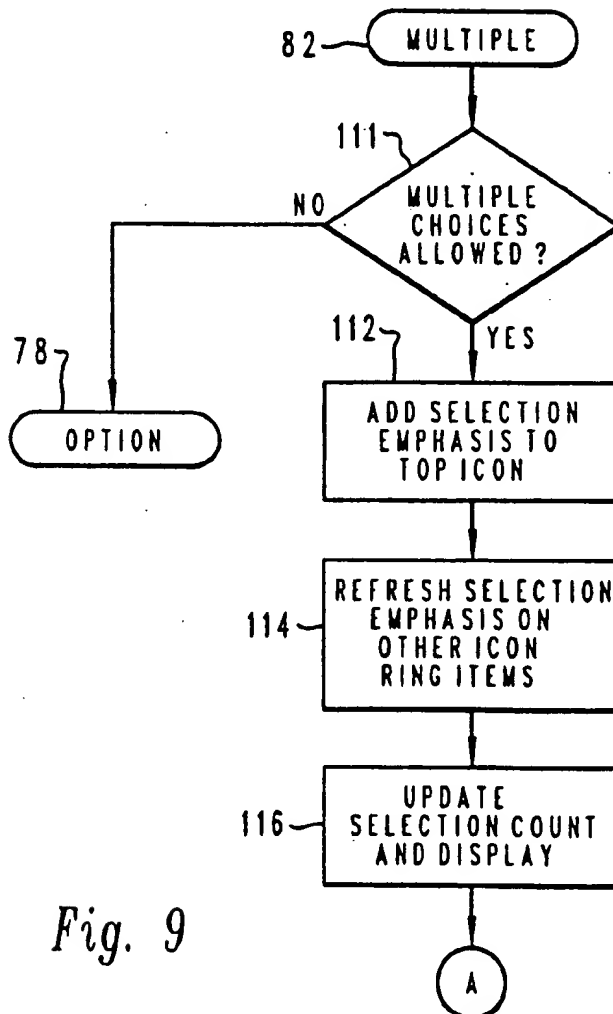 82
MULTIPLE
111
MULTIPLE
CHOICES
ALLOWED ?
NO
YES
78
OPTION
112
ADD SELECTION
EMPHASIS TO
TOP ICON
114
REFRESH SELECTION
EMPHASIS ON
OTHER ICON
RING ITEMS
116
UPDATE
SELECTION COUNT
AND DISPLAY
Fig. 9
A